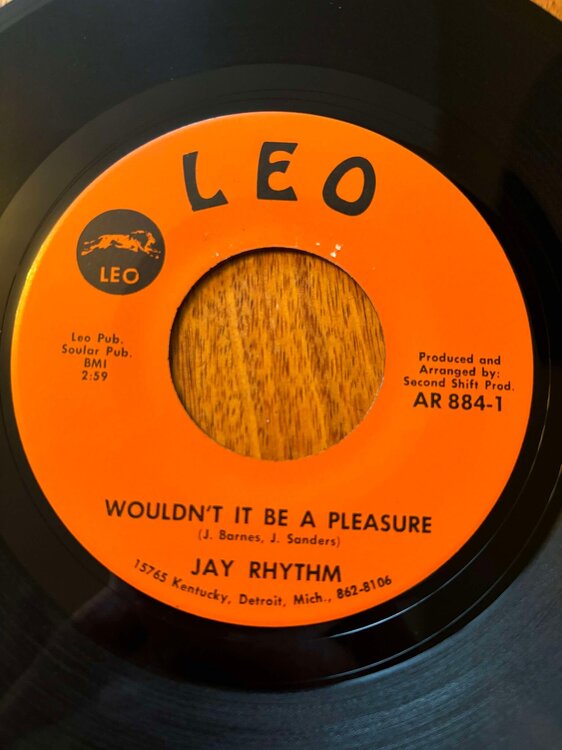 LEO
LEO
Leo Pub.
Soular Pub.
BMI
2:59
Produced and
Arranged by:
Second Shift Prod.
AR 884-1
WOULDN'T IT BE A PLEASURE
(J. Barnes, J. Sanders)
JAY RHYTHM
15765 Kentucky, Detroit, Mich., 862-8106